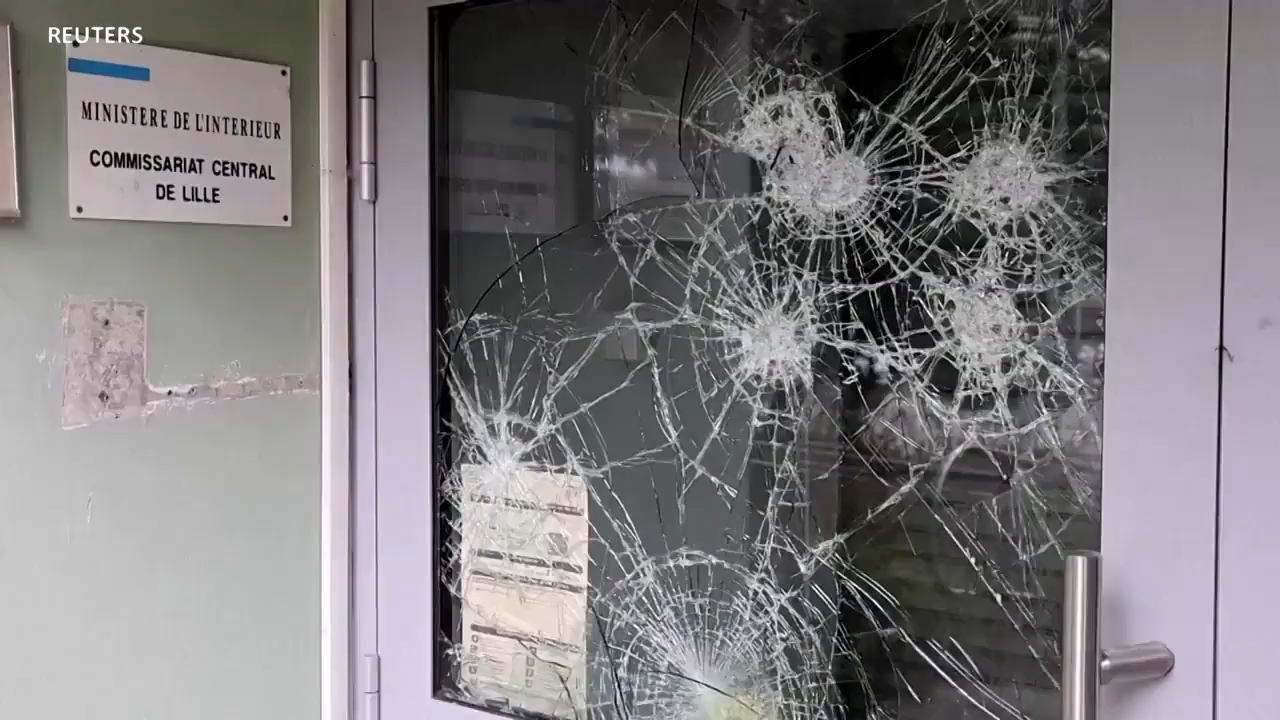 REUTERS
MINISTERE DE L'INTERIEUR
COMMISSARIAT CENTRAL
DE LILLE